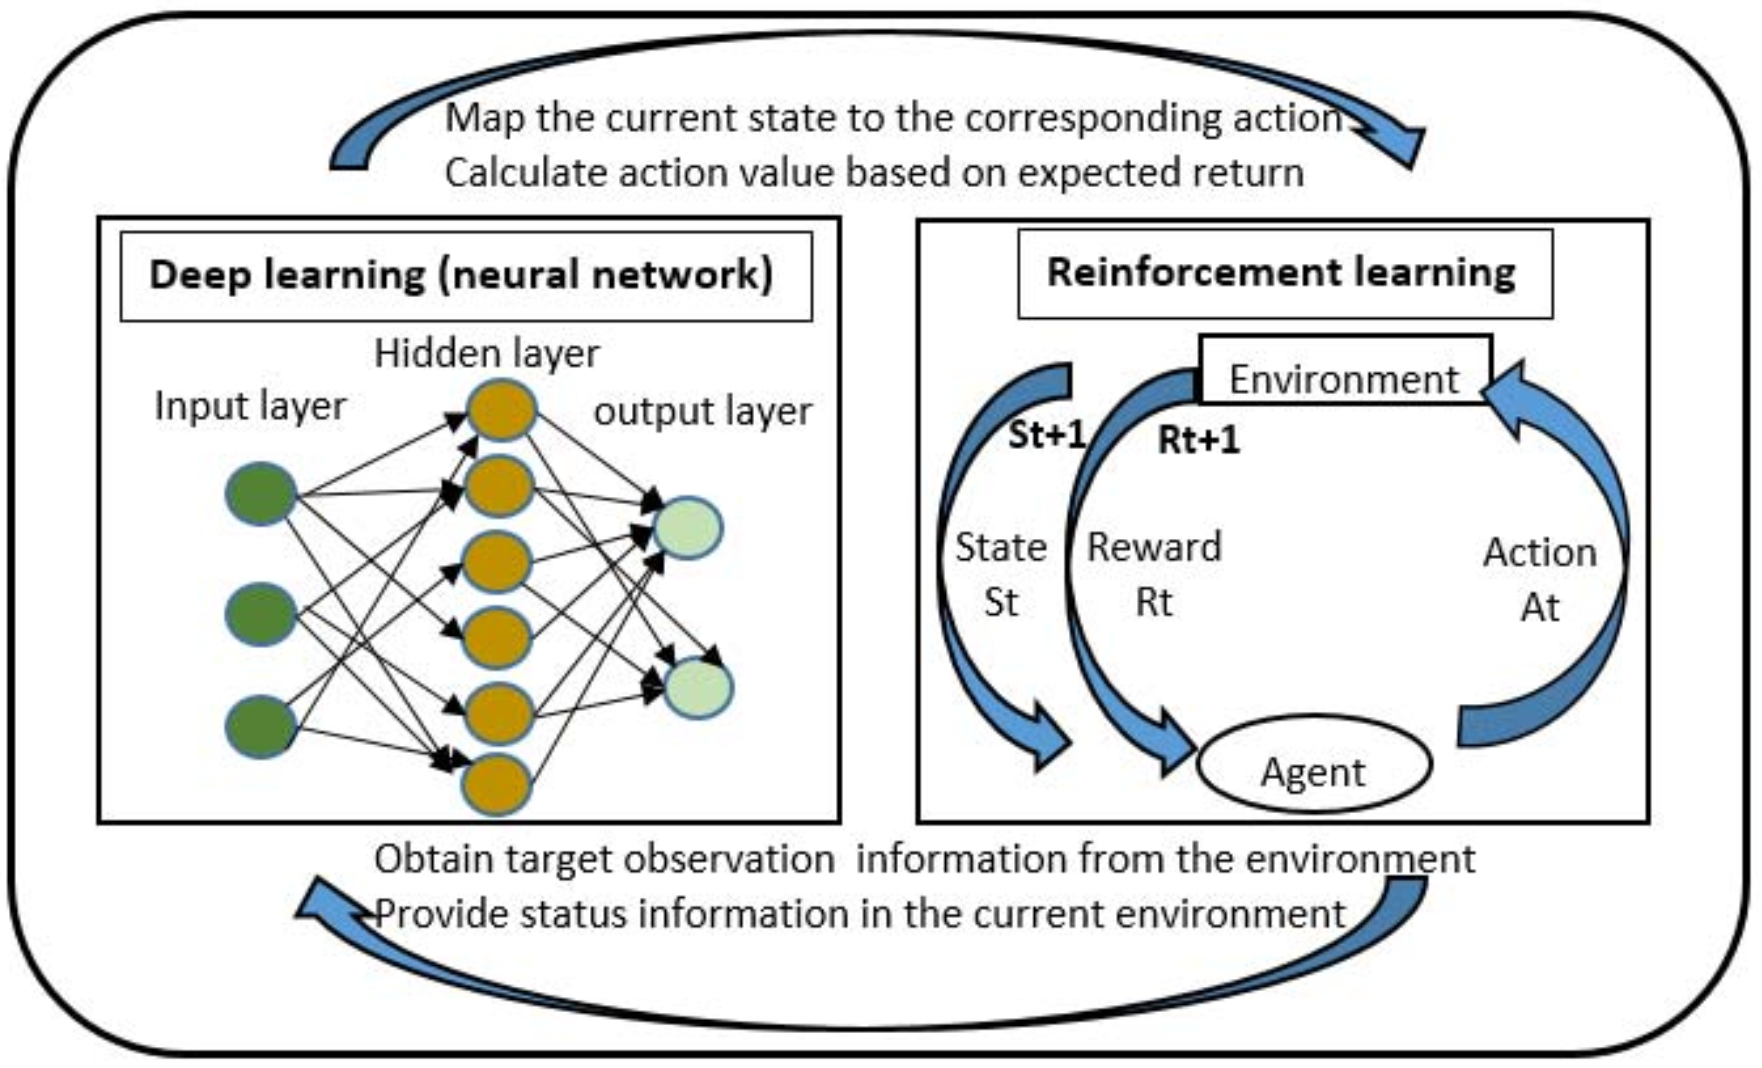 Map the current state to the corresponding action
Calculate action value based on expected return
Deep learning (neural network)
Hidden layer
Input layer
output layer
Reinforcement learning
Environment
St+1
Rt+1
State
St
Reward
Rt
Action
At
Agent
Obtain target observation information from the environment
Provide status information in the current environment